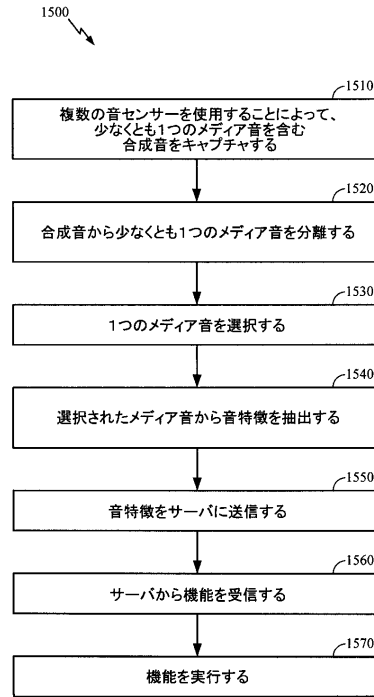 1500
1510
複数の音センサーを使用することによって、
少なくとも1つのメディア音を含む
合成音をキャプチャする
1520
合成音から少なくとも1つのメディア音を分離する
1530
1つのメディア音を選択する
1540
選択されたメディア音から音特徴を抽出する
1550
音特徴をサーバに送信する
1560
サーバから機能を受信する
1570
機能を実行する